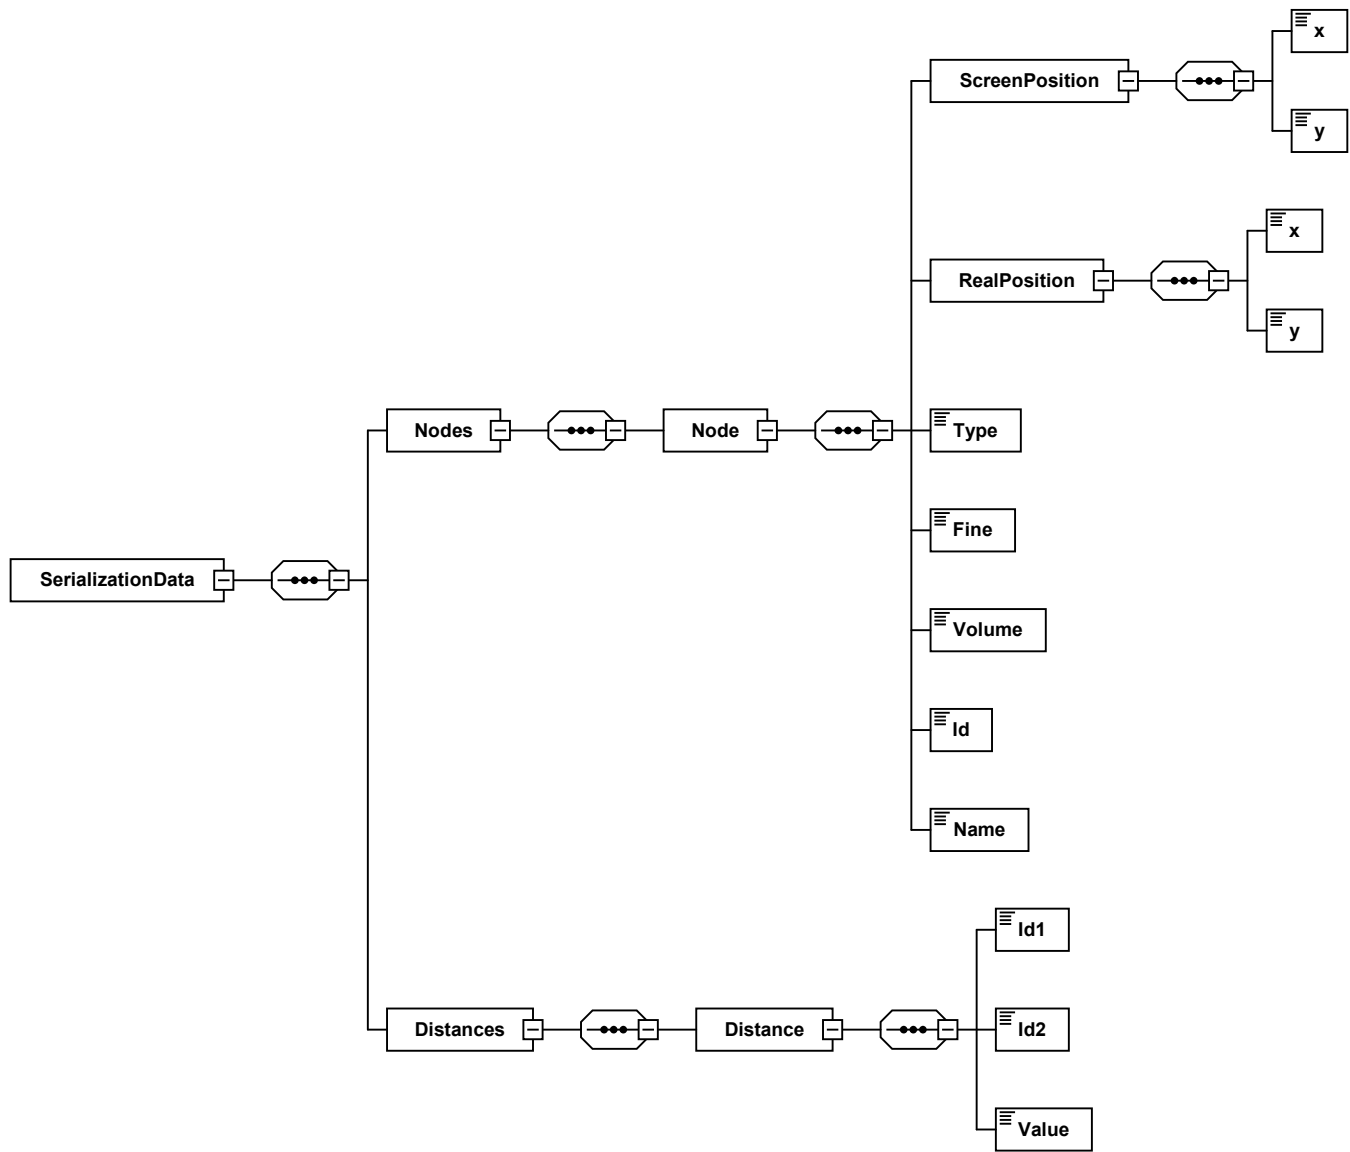 x
ScreenPosition
y
x
RealPosition
y
Nodes
Node
Type
Fine
SerializationData
Volume
Id
Name
Id1
Distances
Distance
Id2
Value